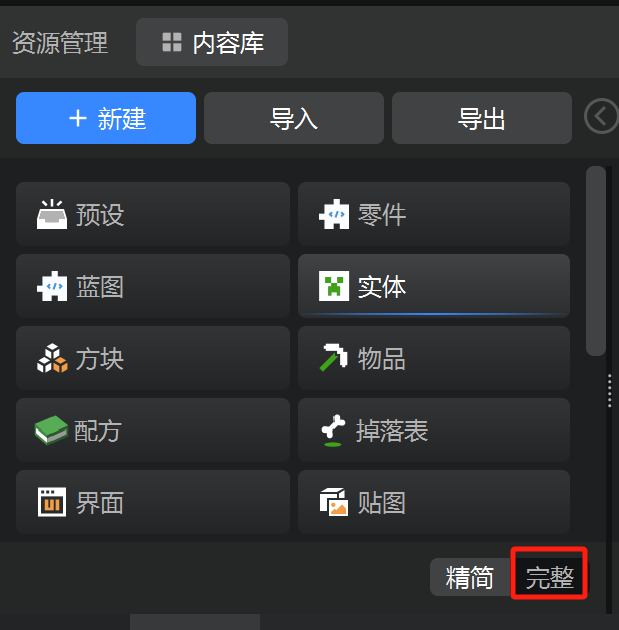 资源管理 内容库
+ 新建 导入 导出
预设 零件
蓝图 实体
方块 物品
配方 掉落表
UI 界面 贴图
精简 完整